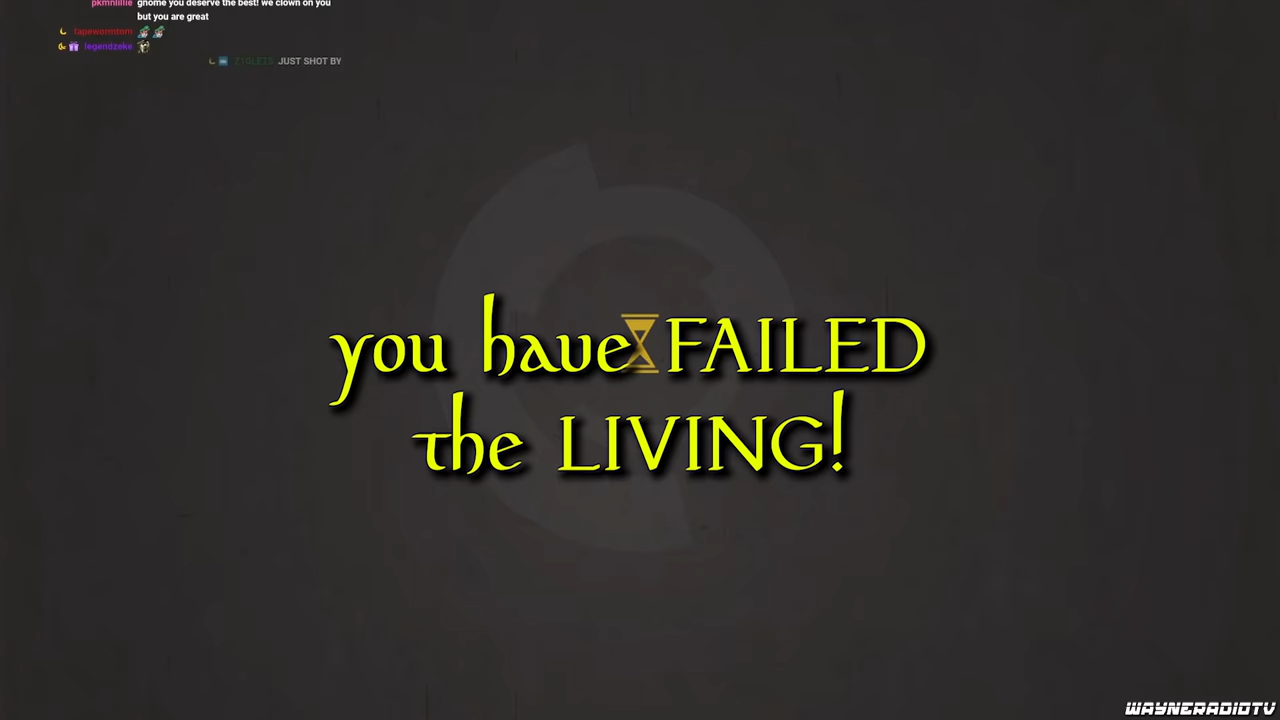 pkmnlillie gnome you deserve the best! we clown on you
but you are great
tapewormtom
legendzeke
JUST SHOT BY
you have FAILED
the LIVING!
WAYNERADIOTV